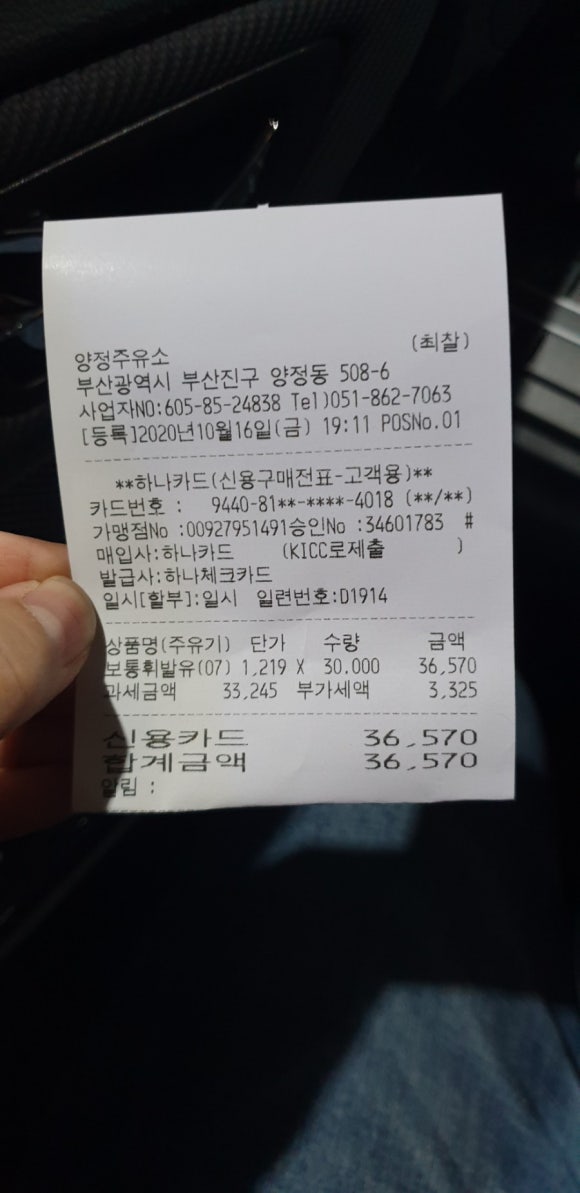 양정주유소 (최찰)
부산광역시 부산진구 양정동 508-6
사업자NO:605-85-24838 Tel)051-862-7063
[등록]2020년10월16일(금) 19:11 POSNo.01
**하나카드(신용구매전표-고객용)**
카드번호 : 9440-81**-****-4018 (**/**)
가맹점No :00927951491승인No :34601783 #
매입사:하나카드 (KICC로제출 )
발급사:하나체크카드
일시[할부]:일시 일련번호:D1914
상품명(주유기) 단가 수량 금액
보통휘발유(07) 1,219 X 30.000 36,570
과세금액 33,245 부가세액 3,325
신용카드 36,570
합계금액 36,570
알림 :